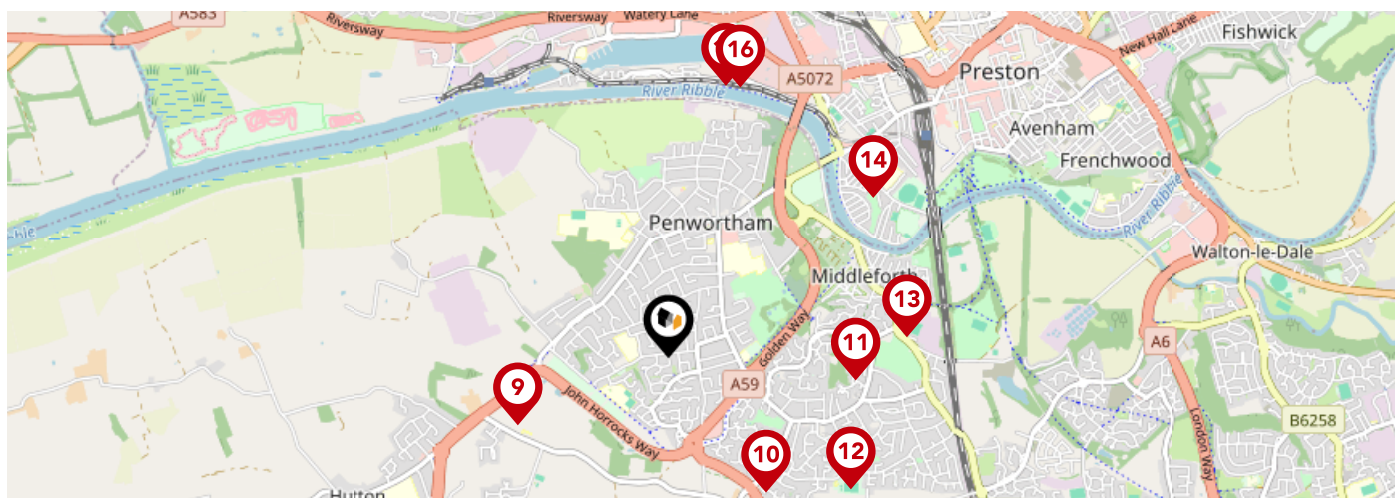 A583
Riversway
Riversway
Watery Lane
New Hall Lane
Fishwick
16
A5072
Preston
River Ribble
Avenham
Frenchwood
14
River Ribble
Penwortham
Walton-le-Dale
Middleforth
13
Golden Way
11
A6
9
A59
John Horrocks Way
London Way
B6258
10
12
Hutton